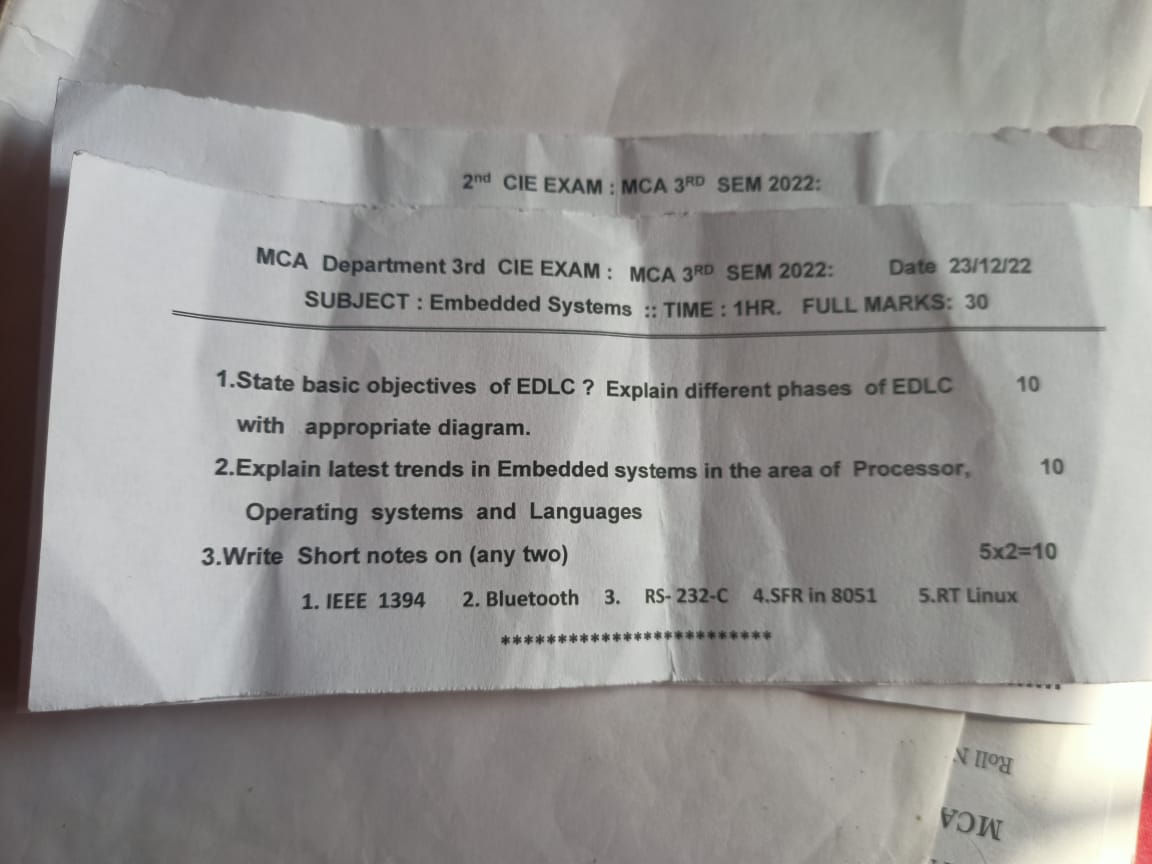 2nd CIE EXAM : MCA 3RD SEM 2022:
MCA Department 3rd CIE EXAM : MCA 3RD SEM 2022: Date 23/12/22
SUBJECT : Embedded Systems :: TIME : 1HR. FULL MARKS: 30
1.State basic objectives of EDLC ? Explain different phases of EDLC 10
with appropriate diagram.
2.Explain latest trends in Embedded systems in the area of Processor, 10
Operating systems and Languages
3.Write Short notes on (any two) 5x2=10
1. IEEE 1394 2. Bluetooth 3. RS- 232-C 4.SFR in 8051 5.RT Linux
************************
Roll N
MCA